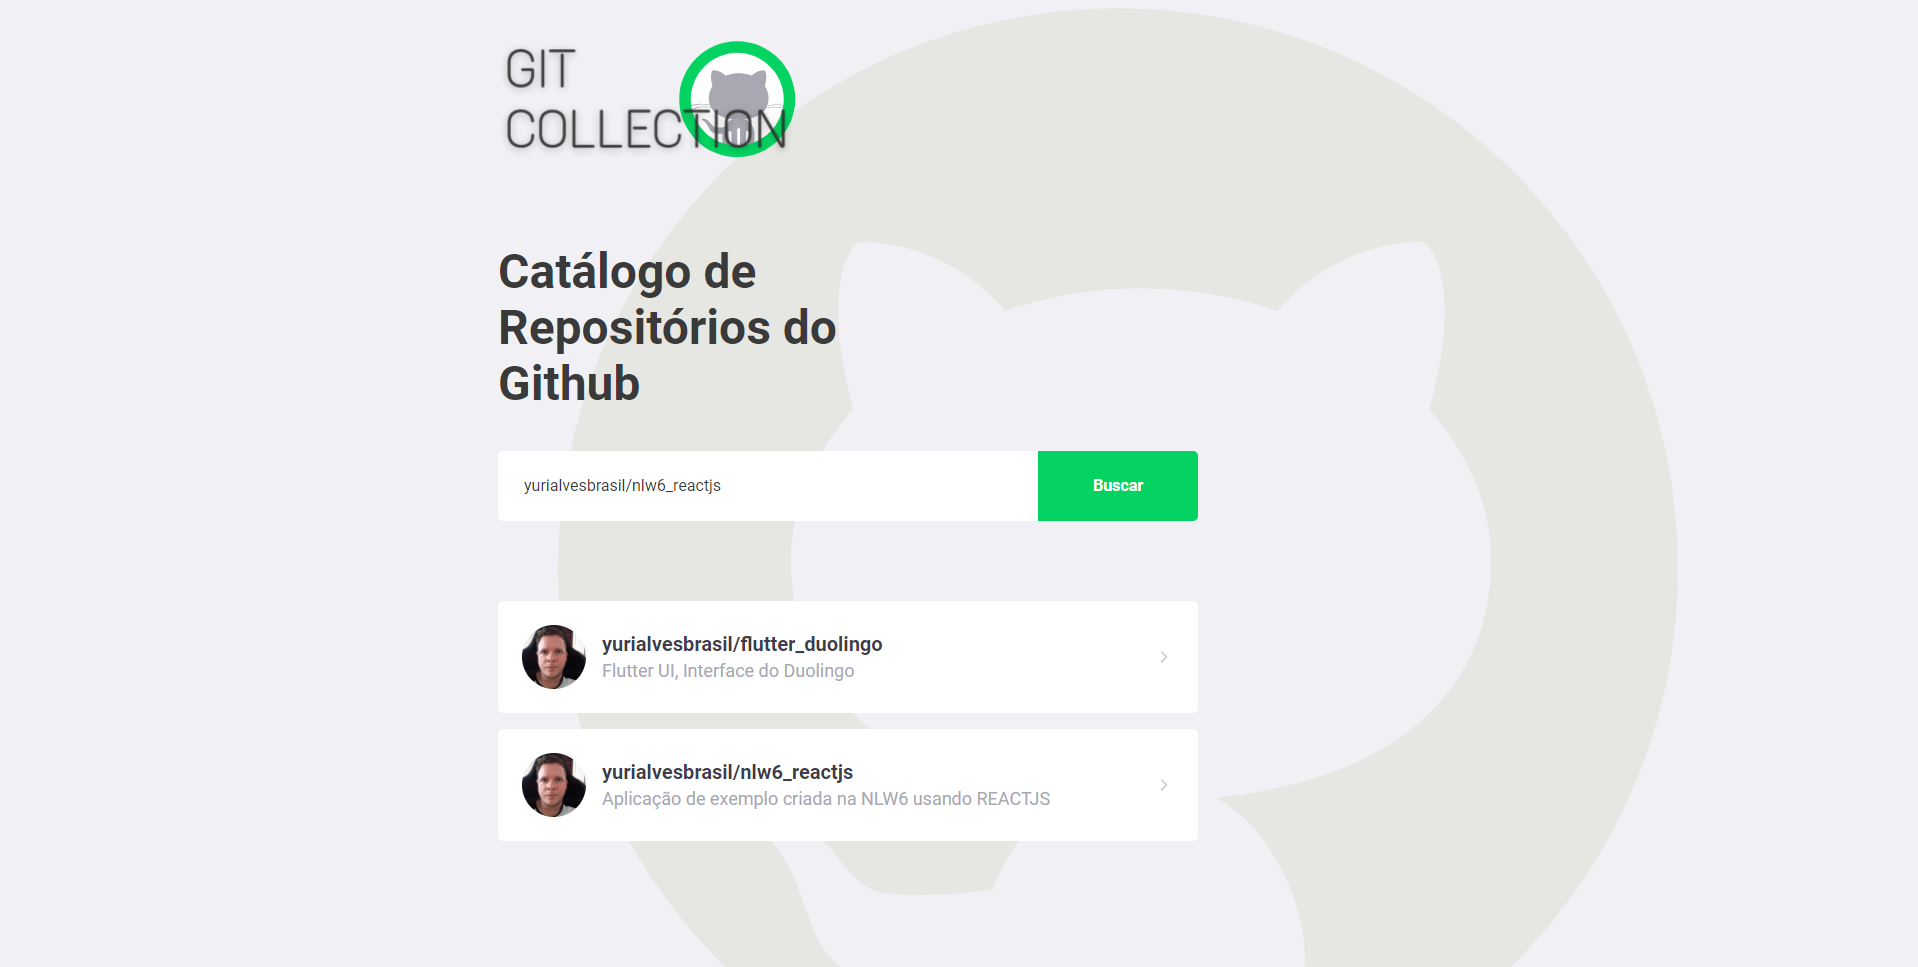 GIT
COLLECTION
Catálogo de
Repositórios do
Github
yurialvesbrasil/nlw6_reactjs
Buscar
yurialvesbrasil/flutter_duolingo
Flutter UI, Interface do Duolingo
yurialvesbrasil/nlw6_reactjs
Aplicação de exemplo criada na NLW6 usando REACTJS